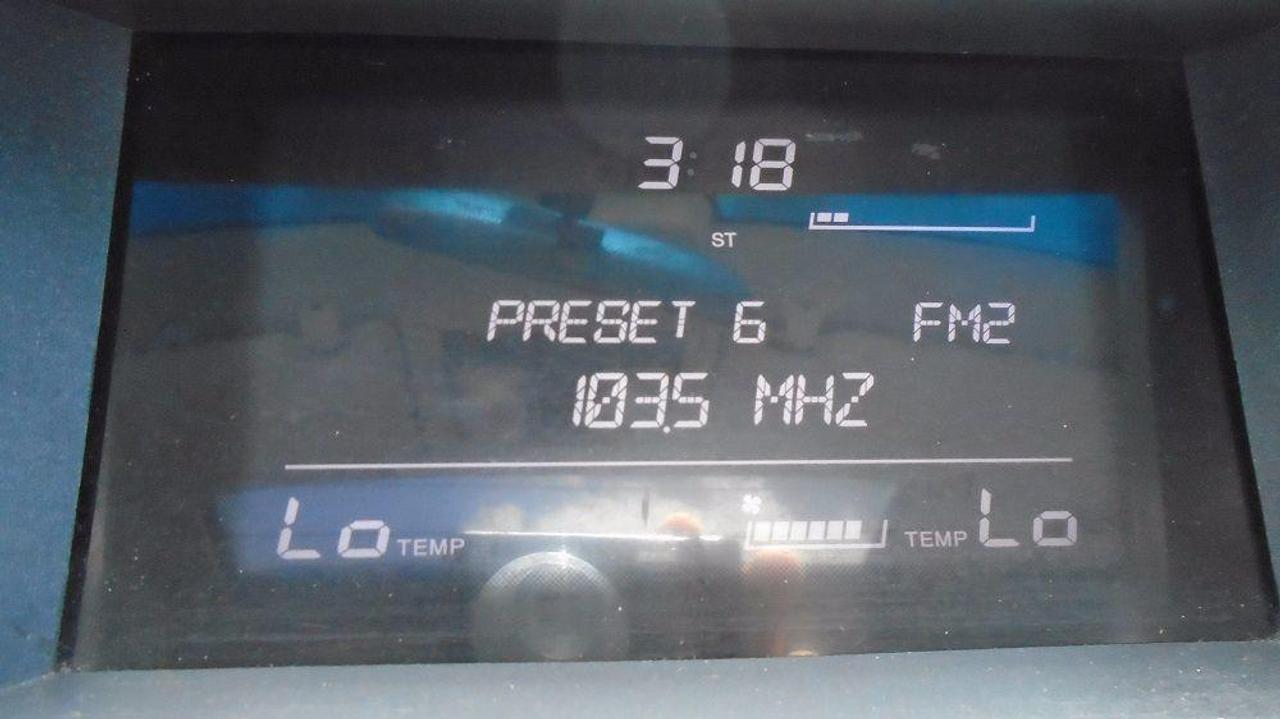 3:18
ST
PRESET 6 FM2
103.5 MHZ
Lo TEMP TEMP Lo